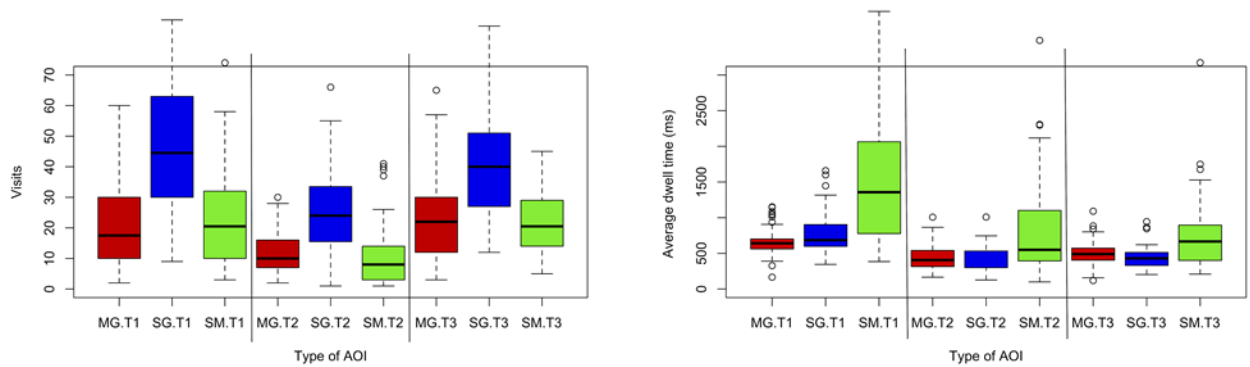 Visits
70
60
50
40
30
20
10
0
MG.T1 SG.T1 SM.T1 MG.T2 SG.T2 SM.T2 MG.T3 SG.T3 SM.T3
Type of AOI
Average dwell time (ms)
2500
1500
500
0
MG.T1 SG.T1 SM.T1 MG.T2 SG.T2 SM.T2 MG.T3 SG.T3 SM.T3
Type of AOI